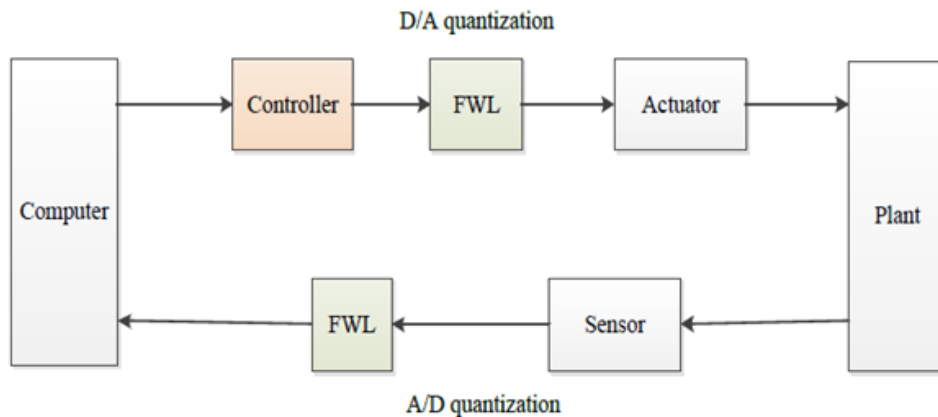 D/A quantization
Controller
FWL
Actuator
Computer
Plant
FWL
Sensor
A/D quantization